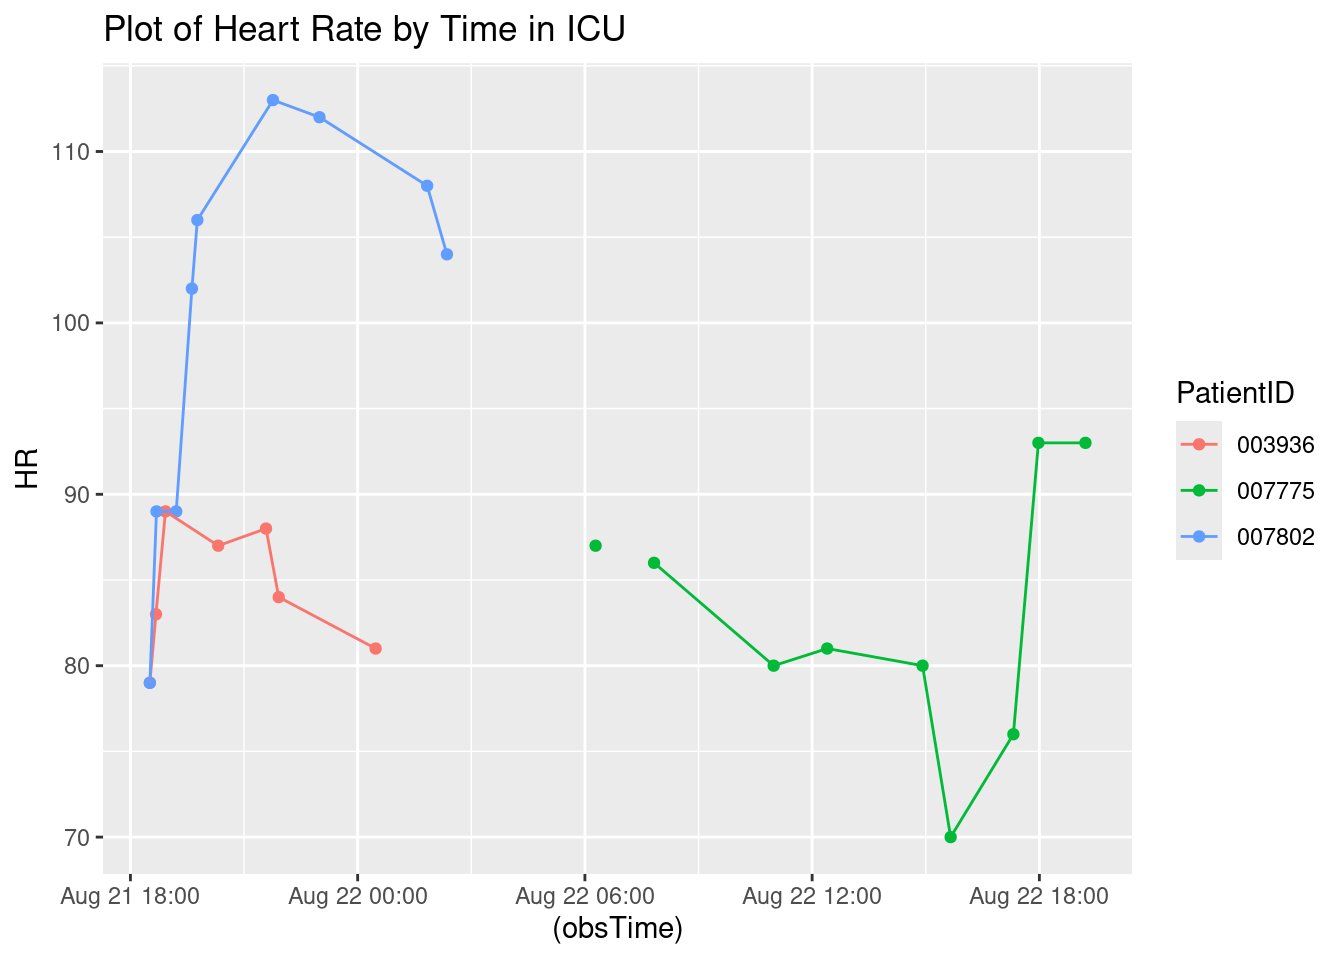 Plot of Heart Rate by Time in ICU
110
100
90
80
70
HR
Aug 21 18:00
Aug 22 00:00
Aug 22 06:00
Aug 22 12:00
Aug 22 18:00
(obsTime)
PatientID
003936
007775
007802